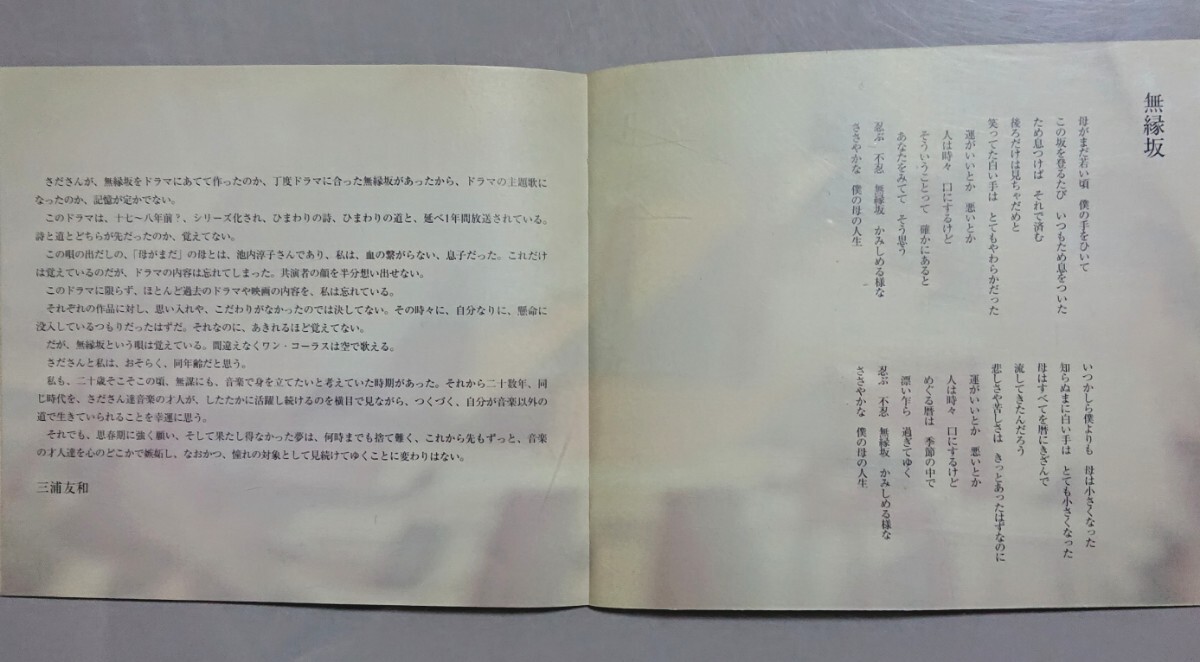 さださんが、無縁坂をドラマにあてて作ったのか、丁度ドラマに合った無縁坂があったから、ドラマの主題歌に
なったのか、記憶が定かでない。
このドラマは、十七〜八年前?、シリーズ化され、ひまわりの詩、ひまわりの道と、延べ1年間放送されている。
詩と道とどちらが先だったのか、覚えてない。
この唄の出だしの、「母がまだ」の母とは、池内淳子さんであり、私は、血の繋がらない、息子だった。これだけ
は覚えているのだが、ドラマの内容は忘れてしまった。共演者の顔を半分想い出せない。
このドラマに限らず、ほとんど過去のドラマや映画の内容を、私は忘れている。
それぞれの作品に対し、思い入れや、こだわりがなかったのでは決してない。その時々に、自分なりに、懸命に
没入しているつもりだったはずだ。それなのに、あきれるほど覚えてない。
だが、無縁坂という唄は覚えている。間違えなくワン・コーラスは空で歌える。
さださんと私は、おそらく、同年齢だと思う。
私も、二十歳そこそこの頃、無謀にも、音楽で身を立てたいと考えていた時期があった。それから二十数年、同
じ時代を、さださん達音楽の才人が、したたかに活躍し続けるのを横目で見ながら、つくづく、自分が音楽以外の
道で生きていられることを幸運に思う。
それでも、思春期に強く願い、そして果たし得なかった夢は、何時までも捨て難く、これから先もずっと、音楽
の才人達を心のどこかで嫉妬し、なおかつ、憧れの対象として見続けてゆくことに変わりはない。
三浦友和
無縁坂
母がまだ若い頃　僕の手をひいて
この坂を登るたび　いつもため息をついた
ため息つけば　それで済む
後ろだけは見ちゃだめと
笑ってた白い手は　とてもやわらかだった
運がいいとか　悪いとか
人は時々　口にするけど
そういうことって　確かにあると
あなたをみてて　そう思う
忍ぶ　不忍　無縁坂　かみしめる様な
ささやかな　僕の母の人生
いつかしら僕よりも　母は小さくなった
知らぬまに白い手は　とても小さくなった
母はすべてを暦にきざんで
流してきたんだろう
悲しさや苦しさは　きっとあったはずなのに
運がいいとか　悪いとか
人は時々　口にするけど
めぐる暦は　季節の中で
漂い乍ら　過ぎてゆく
忍ぶ　不忍　無縁坂　かみしめる様な
ささやかな　僕の母の人生